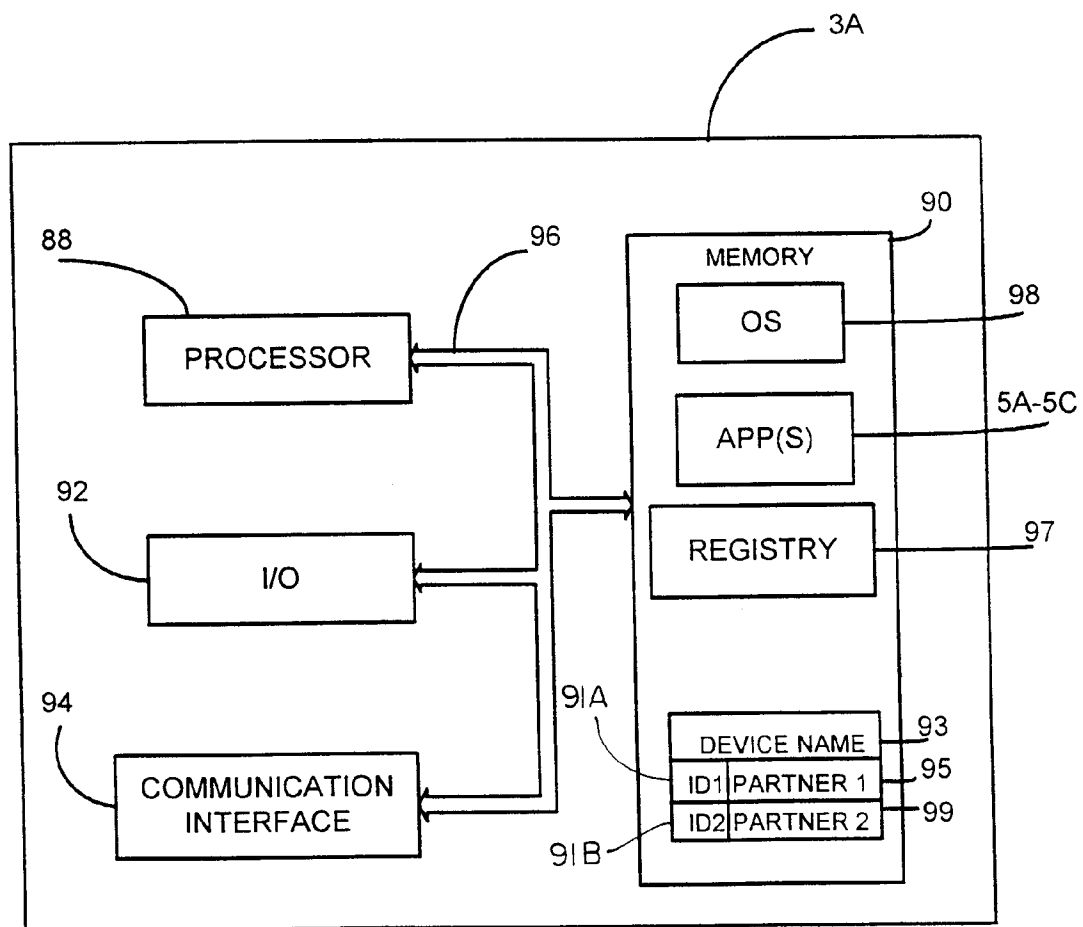 3A
90
88
96
MEMORY
98
OS
PROCESSOR
5A-5C
APP(S)
92
97
REGISTRY
I/O
94
91A
93
DEVICE NAME
95
ID1 PARTNER 1
COMMUNICATION
INTERFACE
99
ID2 PARTNER 2
91B